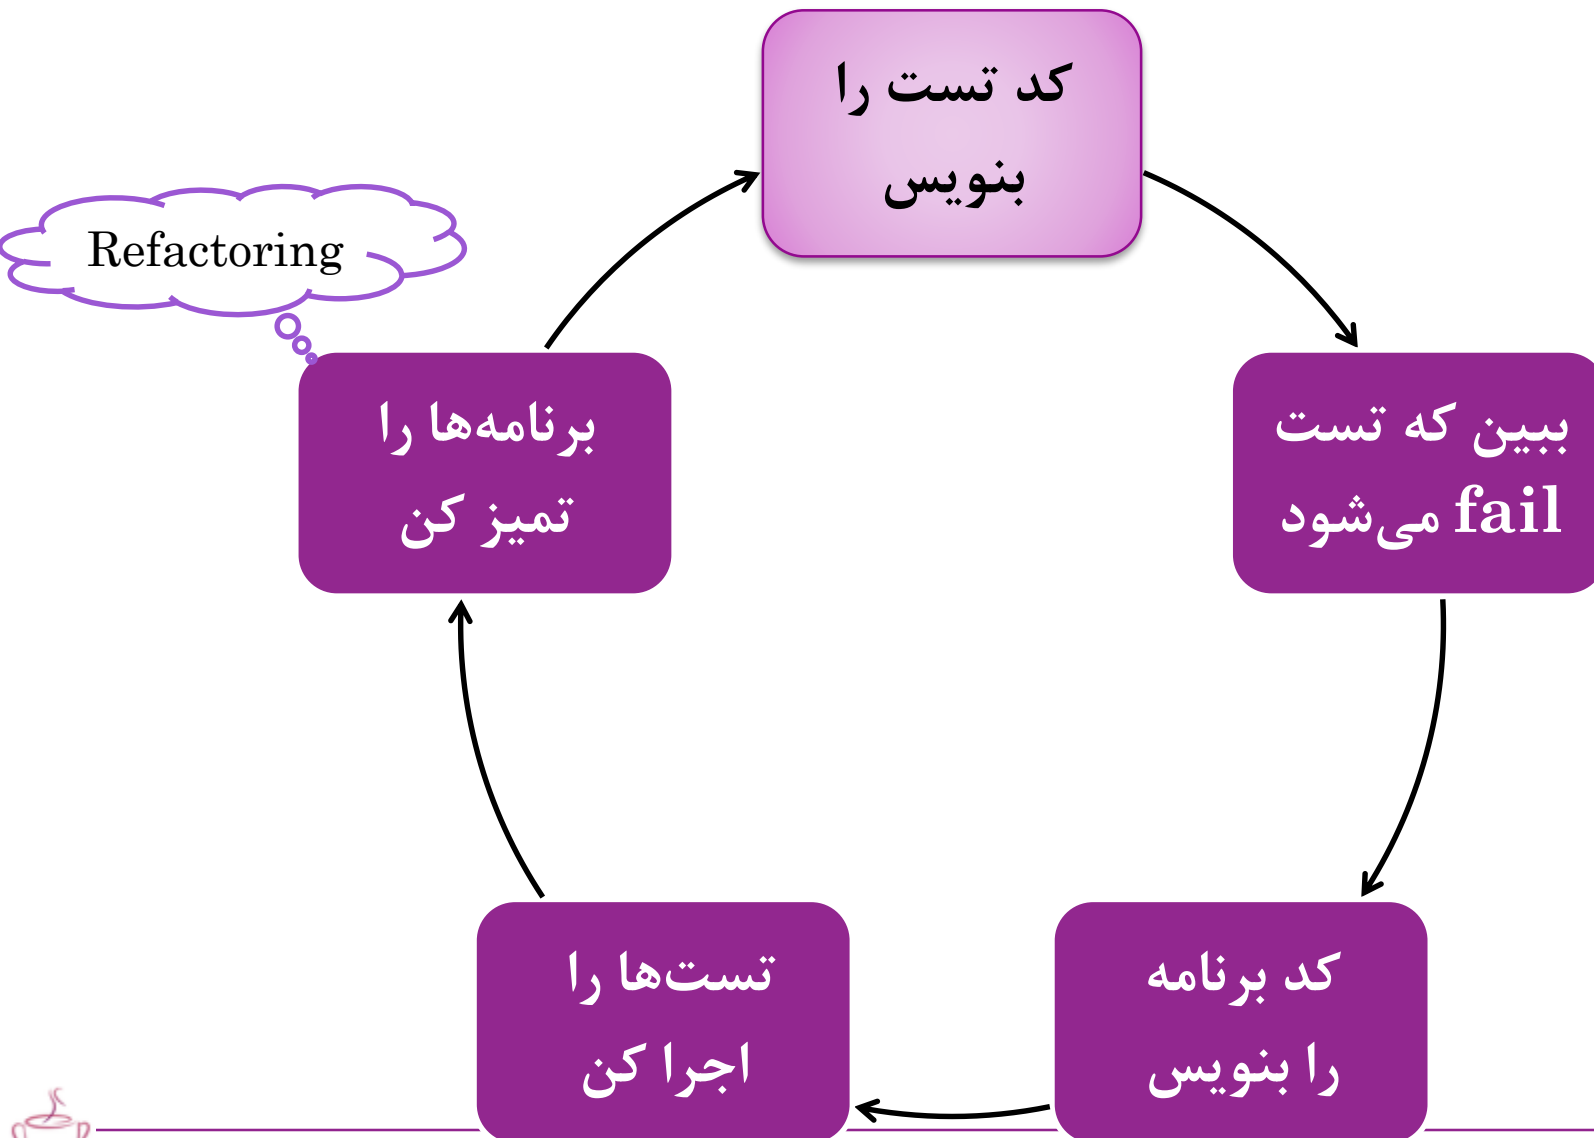 کد تست را
بنویس
ببین که تست
fail می‌شود
کد برنامه
را بنویس
تست‌ها را
اجرا کن
برنامه‌ها را
تمیز کن
Refactoring